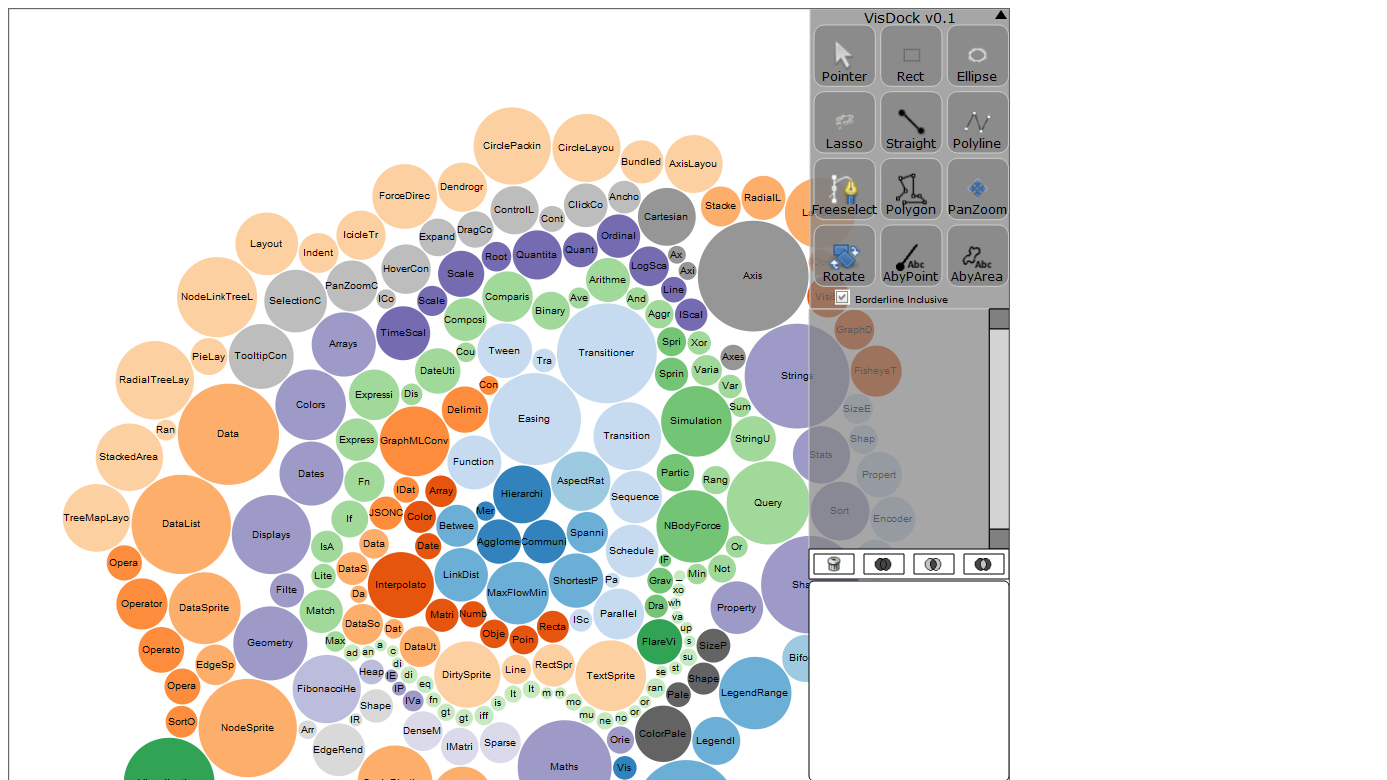 VisDock v0.1
Pointer
Rect
Ellipse
Lasso
Straight
Polyline
Freeselect
Polygon
PanZoom
Rotate
Abc
AbyPoint
Abc
AbyArea
Borderline Inclusive
CirclePackin
CircleLayou
Bundled
AxisLayou
Dendrogr
ForceDirec
ControlL
ClickCo
Ancho
Stacke
RadialL
Cartesian
Cont
IcicleTr
Expand
DragCo
Ordinal
Layout
Indent
Root
Quantita
Quant
HoverCon
Scale
LogSca
Ax
Axi
Axis
NodeLinkTreeL
SelectionC
PanZoomC
ICo
Scale
Comparis
Arithme
Ave
And
Line
Binary
Aggr
IScal
Composi
TimeScal
Arrays
PieLay
TooltipCon
Cou
Tween
Tra
Transitioner
Spri
Xor
Axes
GraphD
RadialTreeLay
DateUti
Con
Sprin
Varia
Var
Strings
FisheyeT
Colors
Expressi
Dis
Delimit
Easing
Sum
SizeE
Ran
Data
Express
GraphMLConv
Transition
Simulation
StringU
Shap
StackedArea
Function
Stats
Dates
Fn
IDat
Array
Hierarchi
AspectRat
Partic
Rang
Propert
TreeMapLayo
DataList
If
JSONC
Color
Mer
Sequence
Query
Sort
Encoder
Displays
Betwee
Spanni
NBodyForce
IsA
Data
Date
Agglome
Communi
Schedule
Or
Opera
DataS
IF
Lite
Interpolato
LinkDist
ShortestP
Pa
Grav
Min
Not
Filte
Da
MaxFlowMin
xo
Operator
DataSprite
Match
Matri
Numb
ISc
Parallel
Dra
wh
Property
DataSo
Dat
Obje
Poin
Recta
va
up
Geometry
Max
a
c
ad
an
DataUt
FlareVi
s
SizeP
Operato
EdgeSp
di
su
Heap
IE
di
DirtySprite
Line
RectSpr
TextSprite
se
st
Bifo
Opera
FibonacciHe
IP
eq
ran
Shape
Pale
LegendRange
IVa
fn
is
It
It
m
m
mo
or
Shape
gt
gt
iff
mu
ne
no
or
SortO
NodeSprite
IR
Arr
DenseM
IMatri
Sparse
Orie
ColorPale
LegendI
EdgeRend
Maths
Vis